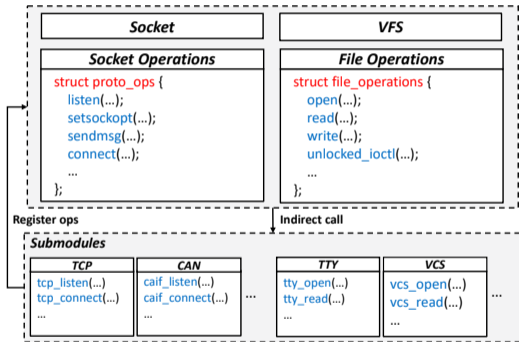 Socket
VFS
Socket Operations
struct proto_ops {
listen(...);
setsockopt(...);
sendmsg(...);
connect(...);
...
};
File Operations
struct file_operations {
open(...);
read(...);
write(...);
unlocked_ioctl(...);
...
};
Register ops
Indirect call
Submodules
TCP
tcp_listen(...)
tcp_connect(...)
...
CAN
caif_listen(...)
caif_connect(...)
...
...
TTY
tty_open(...)
tty_read(...)
...
VCS
vcs_open(...)
vcs_read(...)
...
...